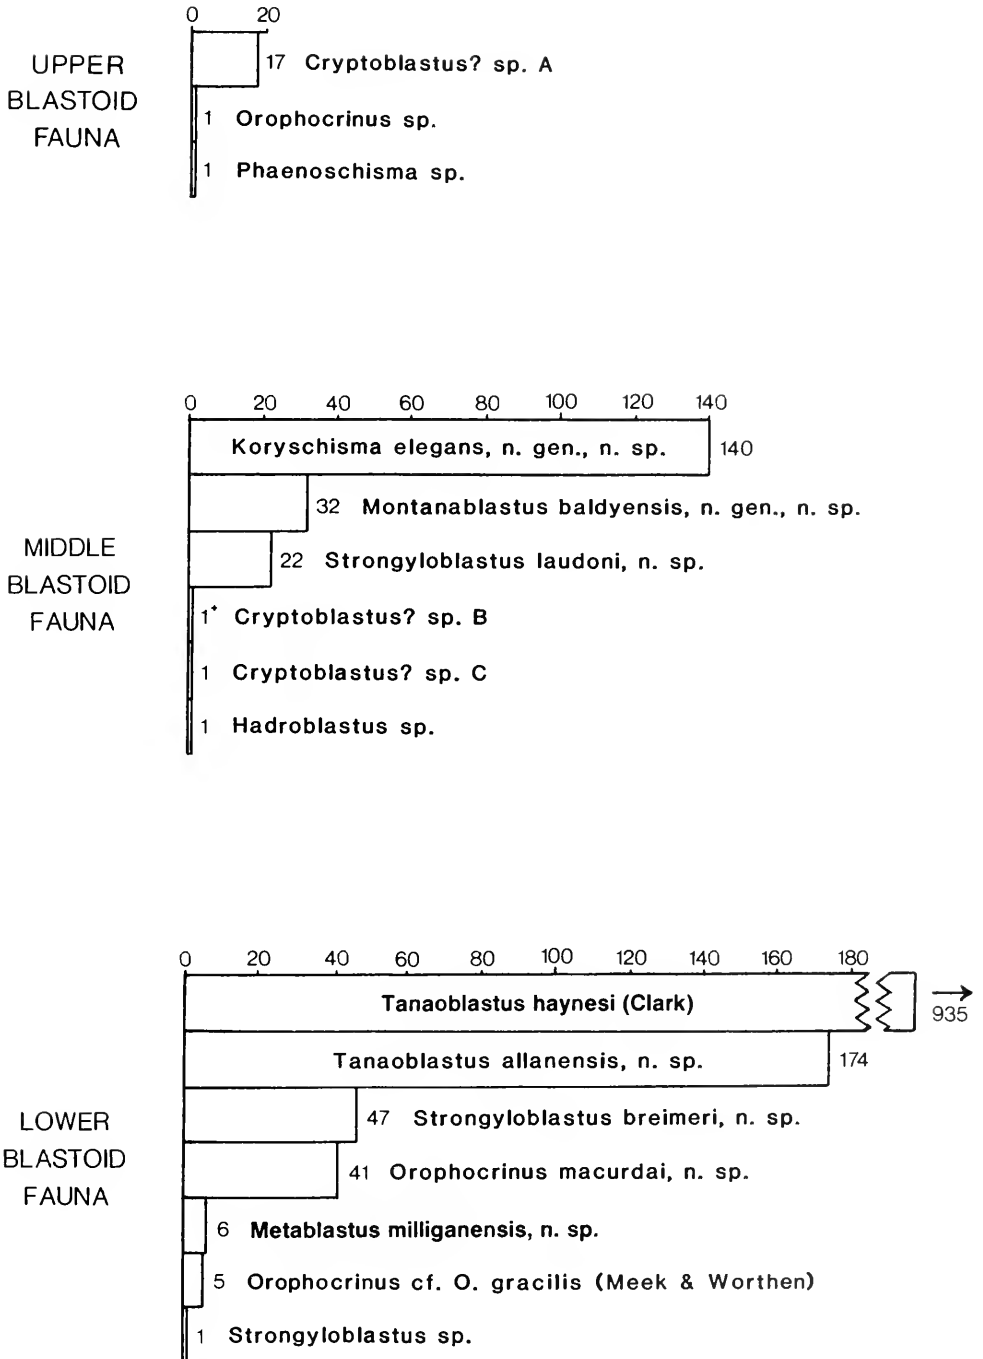 0 20
UPPER
BLASTOID
FAUNA
17 Cryptoblastus? sp. A
1 Orophocrinus sp.
1 Phaenoschisma sp.
0 20 40 60 80 100 120 140
MIDDLE
BLASTOID
FAUNA
Koryschisma elegans, n. gen., n. sp. 140
32 Montanablastus baldyensis, n. gen., n. sp.
22 Strongyloblastus laudoni, n. sp.
1+ Cryptoblastus? sp. B
1 Cryptoblastus? sp. C
1 Hadroblastus sp.
0 20 40 60 80 100 120 140 180
LOWER
BLASTOID
FAUNA
Tanaoblastus haynesi (Clark) 935
Tanaoblastus allanensis, n. sp. 174
47 Strongyloblastus breimeri, n. sp.
41 Orophocrinus macurdai, n. sp.
6 Metablastus milliganensis, n. sp.
5 Orophocrinus cf. O. gracilis (Meek & Worthen)
1 Strongyloblastus sp.